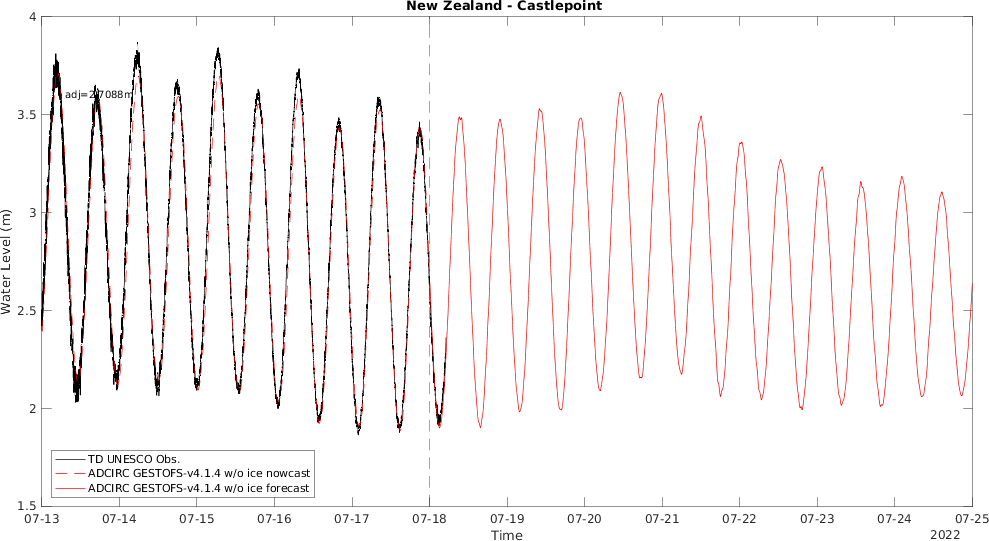 New Zealand - Castlepoint
Water Level (m)
4
3.5
3
2.5
2
1.5
adj=2.7088m
TD UNESCO Obs.
ADCIRC GESTOFS-v4.1.4 w/o ice nowcast
ADCIRC GESTOFS-v4.1.4 w/o ice forecast
07-13 07-14 07-15 07-16 07-17 07-18 07-19 07-20 07-21 07-22 07-23 07-24 07-25
Time
2022